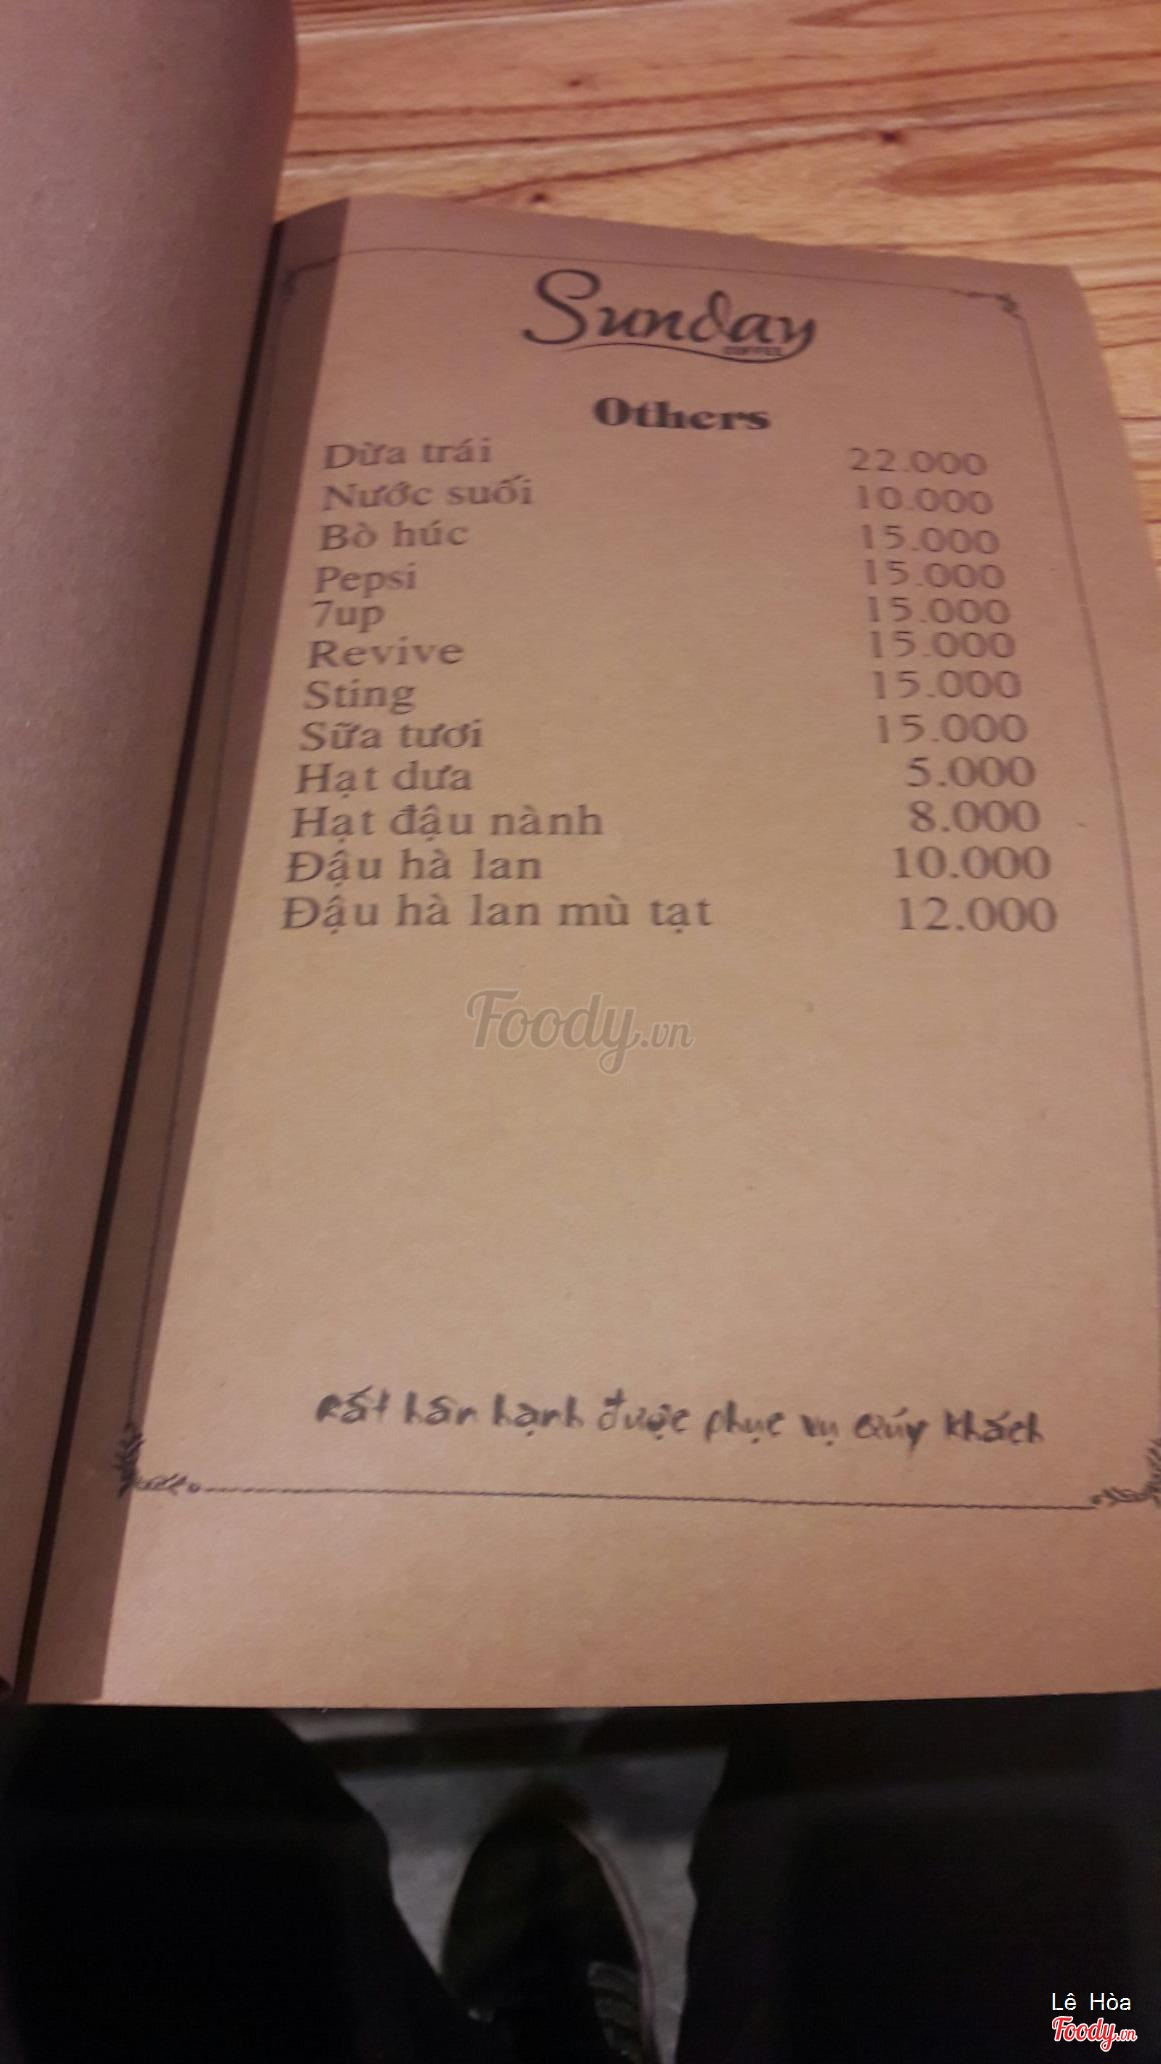 Sunday
COFFEE
Others
Dừa trái 22.000
Nước suối 10.000
Bò húc 15.000
Pepsi 15.000
7up 15.000
Revive 15.000
Sting 15.000
Sữa tươi 15.000
Hạt dưa 5.000
Hạt đậu nành 8.000
Đậu hà lan 10.000
Đậu hà lan mù tạt 12.000
Foody.vn
Rất hân hạnh được phục vụ Qúy khách
Lê Hòa
Foody.vn